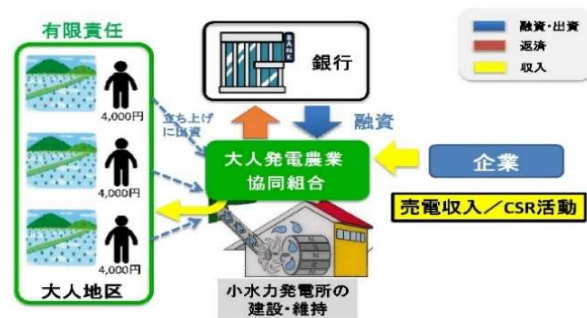 有限責任
4,000円
4,000円
4,000円
大人地区
立ち上げ
に出資
BANK
銀行
融資
大人発電農業
協同組合
小水力発電所の
建設・維持
企業
売電収入／CSR活動
融資・出資
返済
収入